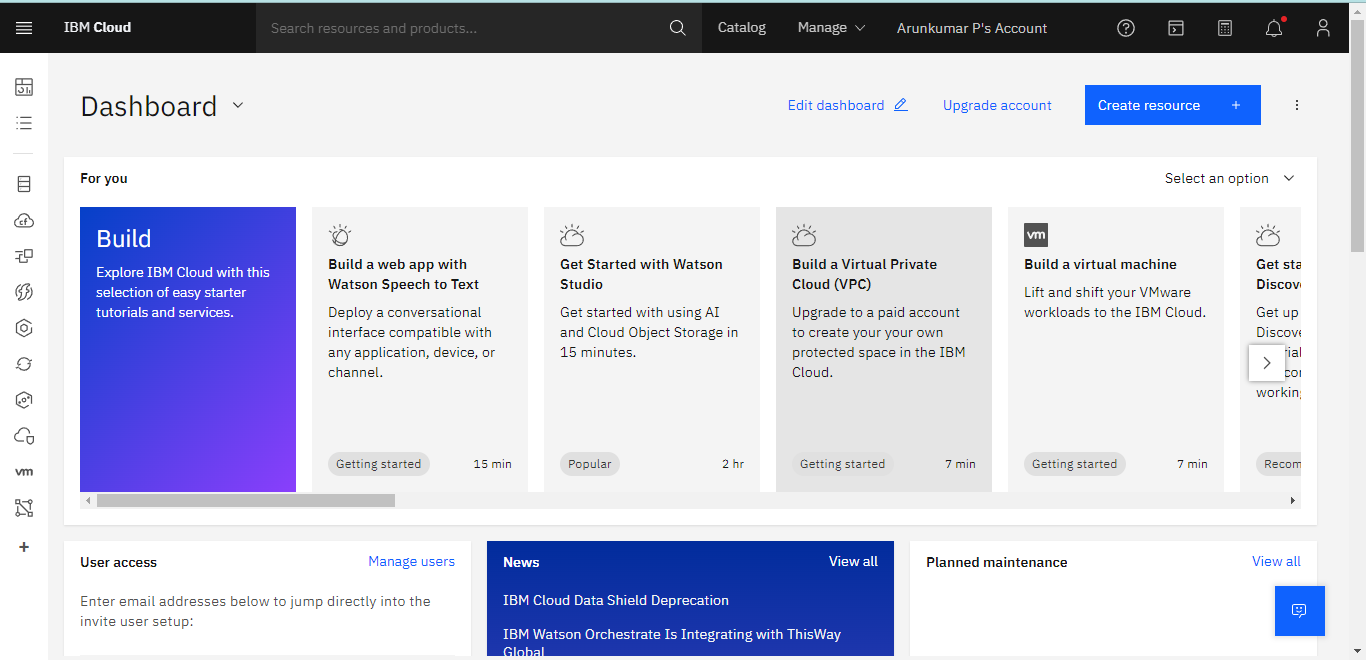 IBM Cloud
Search resources and products...
Catalog
Manage
Arunkumar P's Account
Dashboard
Edit dashboard
Upgrade account
Create resource +
For you
Select an option
Build
Explore IBM Cloud with this
selection of easy starter
tutorials and services.
Build a web app with
Watson Speech to Text
Deploy a conversational
interface compatible with
any application, device, or
channel.
Getting started
15 min
Get Started with Watson
Studio
Get started with using AI
and Cloud Object Storage in
15 minutes.
Popular
2 hr
Build a Virtual Private
Cloud (VPC)
Upgrade to a paid account
to create your your own
protected space in the IBM
Cloud.
Getting started
7 min
vm
Build a virtual machine
Lift and shift your VMware
workloads to the IBM Cloud.
Getting started
7 min
Get sta
Discov
Get up
Discove
working
Recom
vm
User access
Manage users
Enter email addresses below to jump directly into the
invite user setup:
News
View all
IBM Cloud Data Shield Deprecation
IBM Watson Orchestrate Is Integrating with ThisWay
Global
Planned maintenance
View all